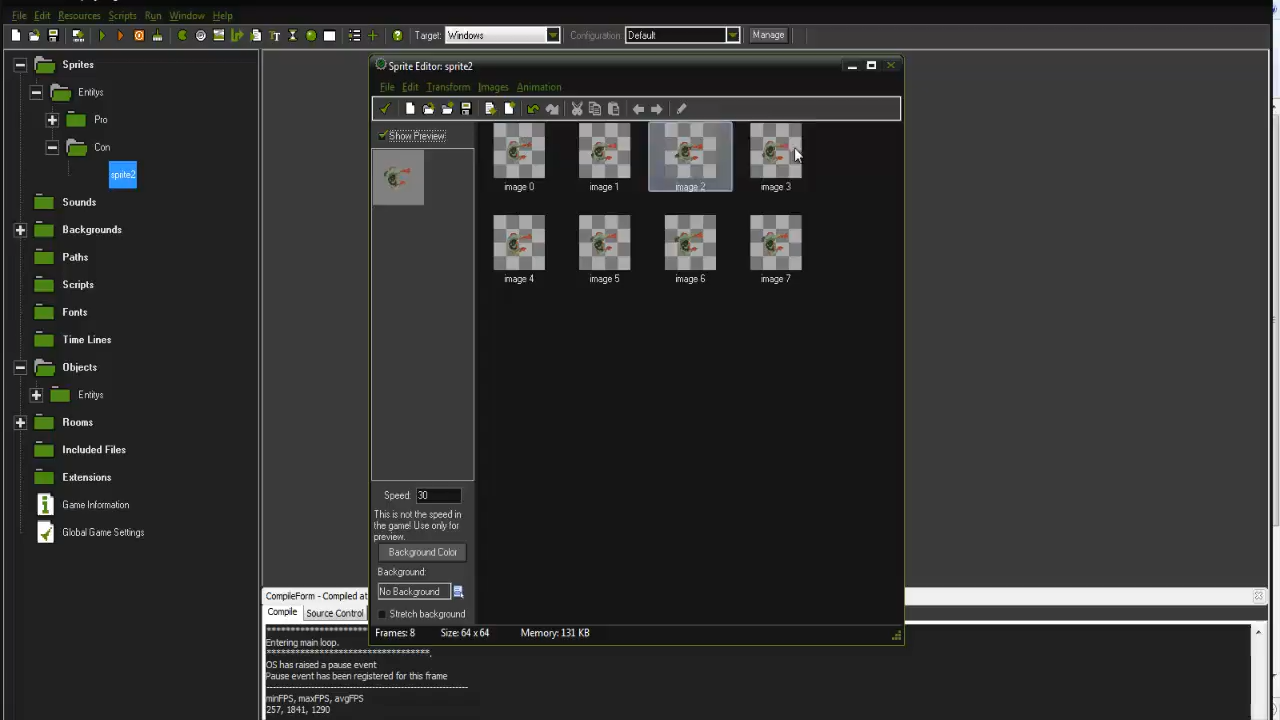 File Edit Resources Scripts Run Window Help
Target: Windows Configuration: Default Manage
Sprites
Entitys
Pro
Con
sprite2
Sounds
Backgrounds
Paths
Scripts
Fonts
Time Lines
Objects
Entitys
Rooms
Included Files
Extensions
Game Information
Global Game Settings
Sprite Editor: sprite2
File Edit Transform Images Animation
Show Preview
image 0 image 1 image 2 image 3
image 4 image 5 image 6 image 7
Speed: 30
This is not the speed in
the game! Use only for
preview.
Background Color
Background:
No Background
Stretch background
Frames: 8 Size: 64 x 64 Memory: 131 KB
CompileForm - Compiled at
Compile Source Control
***********************************
Entering main loop.
***********************************.
OS has raised a pause event
Pause event has been registered for this frame
----------------------------------------------------
minFPS, maxFPS, avgFPS
257, 1841, 1290